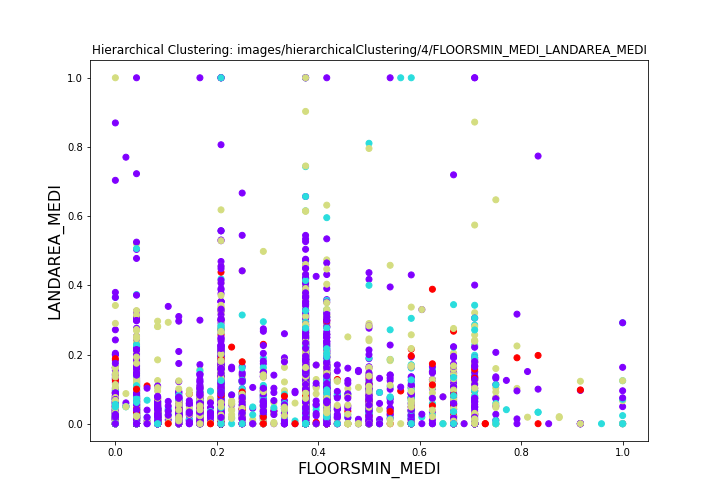 Hierarchical Clustering: images/hierarchicalClustering/4/FLOORSMIN_MEDI_LANDAREA_MEDI
1.0
0.8
0.6
0.4
0.2
0.0
LANDAREA_MEDI
0.0 0.2 0.4 0.6 0.8 1.0
FLOORSMIN_MEDI